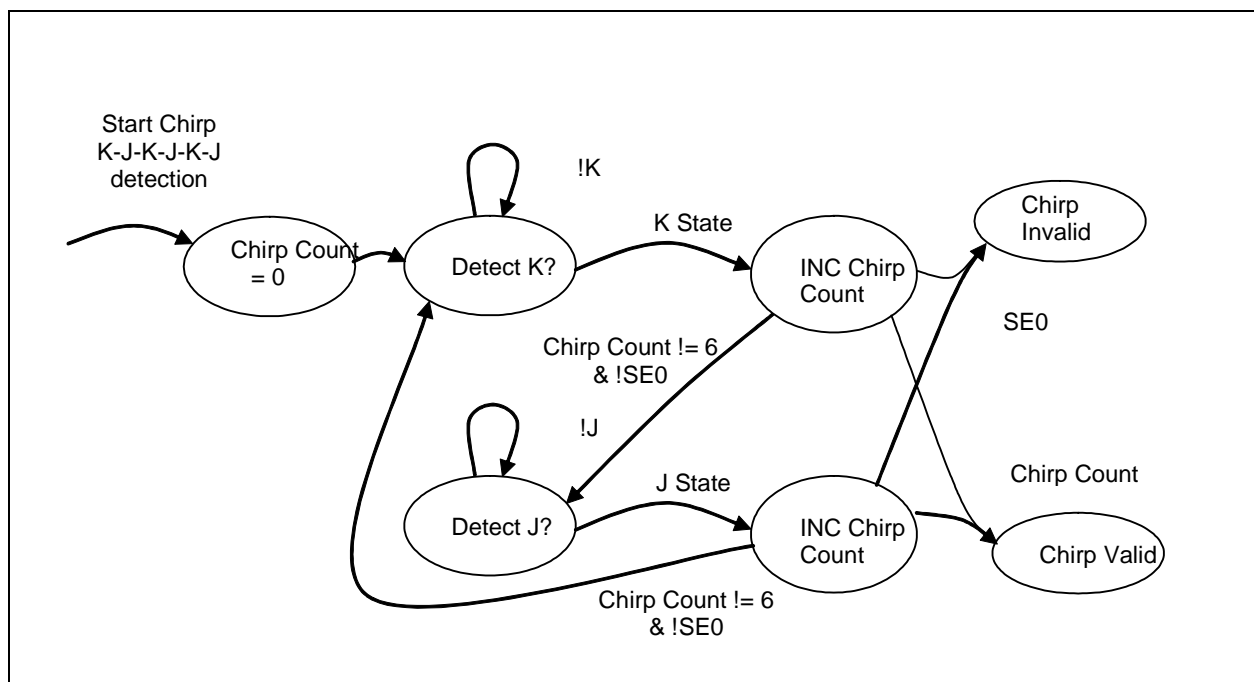 Start Chirp
K-J-K-J-K-J
detection
!K
K State
Chirp
Invalid
Chirp Count
= 0
Detect K?
INC Chirp
Count
SE0
Chirp Count != 6
& !SE0
!J
J State
Chirp Count
Detect J?
INC Chirp
Count
Chirp Valid
Chirp Count != 6
& !SE0